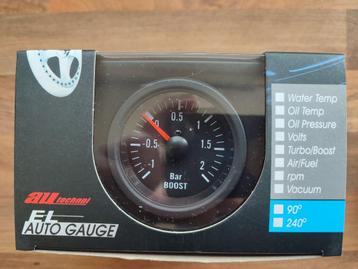 0.5
0
1
-0.5
1.5
-1
2
Bar
BOOST
Water Temp
Oil Temp
Oil Pressure
Volts
Turbo/Boost
Air/Fuel
rpm
Vacuum
90°
240°
autechni
EL
AUTO GAUGE